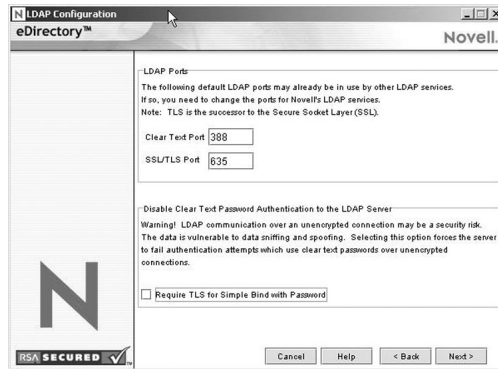 N LDAP Configuration
eDirectory™
Novell.
LDAP Ports
The following default LDAP ports may already be in use by other LDAP services.
If so, you need to change the ports for Novell's LDAP services.
Note: TLS is the successor to the Secure Socket Layer (SSL).
Clear Text Port 388
SSL/TLS Port 635
Disable Clear Text Password Authentication to the LDAP Server
Warning! LDAP communication over an unencrypted connection may be a security risk.
The data is vulnerable to data sniffing and spoofing. Selecting this option forces the server
to fail authentication attempts which use clear text passwords over unencrypted
connections.
Require TLS for Simple Bind with Password
N
RSA SECURED ™
Cancel Help < Back Next >